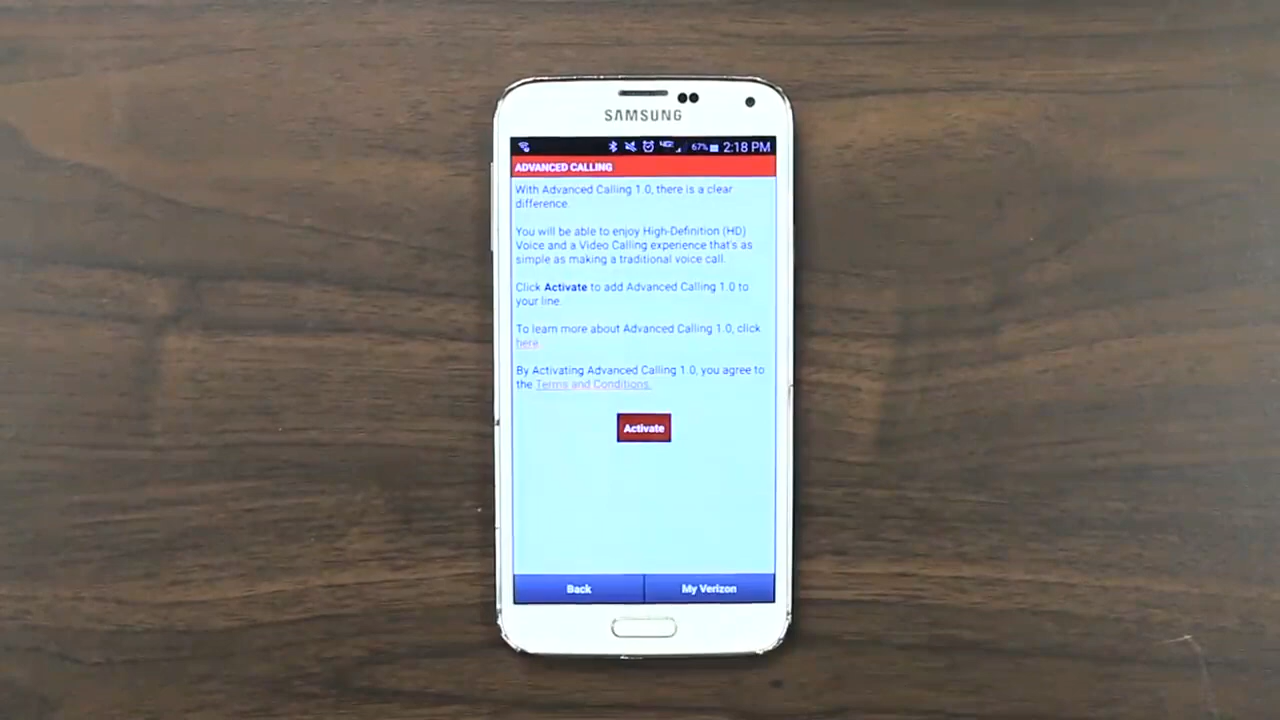 SAMSUNG
67% 2:18 PM
ADVANCED CALLING
With Advanced Calling 1.0, there is a clear
difference.
You will be able to enjoy High-Definition (HD)
Voice and a Video Calling experience that's as
simple as making a traditional voice call.
Click Activate to add Advanced Calling 1.0 to
your line.
To learn more about Advanced Calling 1.0, click
here
By Activating Advanced Calling 1.0, you agree to
the Terms and Conditions.
Activate
Back My Verizon